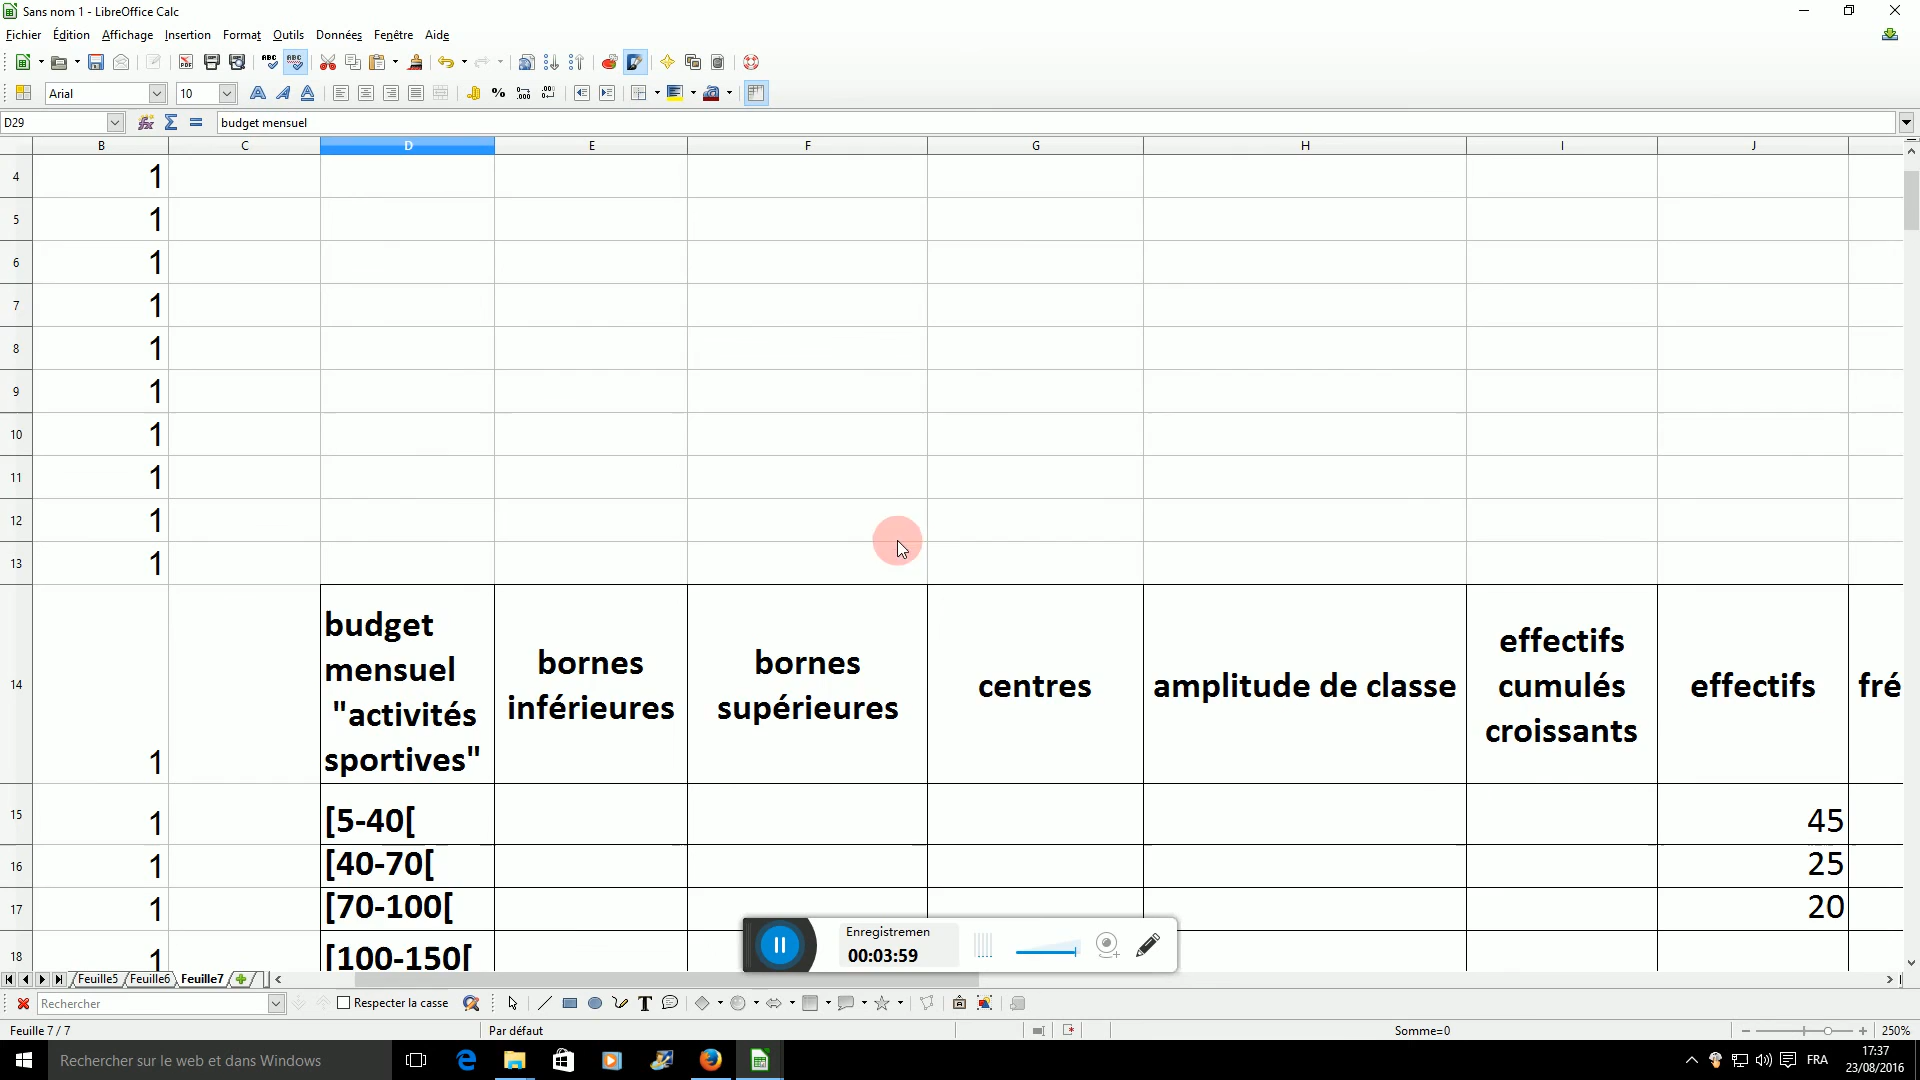 Sans nom 1 - LibreOffice Calc
Fichier Édition Affichage Insertion Format Outils Données Fenêtre Aide
Arial 10
D29 budget mensuel
B C D E F G H I J
4 1
5 1
6 1
7 1
8 1
9 1
10 1
11 1
12 1
13 1
budget
mensuel
"activités
sportives"
bornes
inférieures
bornes
supérieures
centres
amplitude de classe
effectifs
cumulés
croissants
effectifs
fré
14 1
15 1 [5-40[ 45
16 1 [40-70[ 25
17 1 [70-100[ 20
18 1 [100-150[
Enregistremen
00:03:59
Feuille5 Feuille6 Feuille7
Rechercher Respecter la casse
Feuille 7 / 7 Par défaut Somme=0 250%
Rechercher sur le web et dans Windows
FRA
17:37
23/08/2016